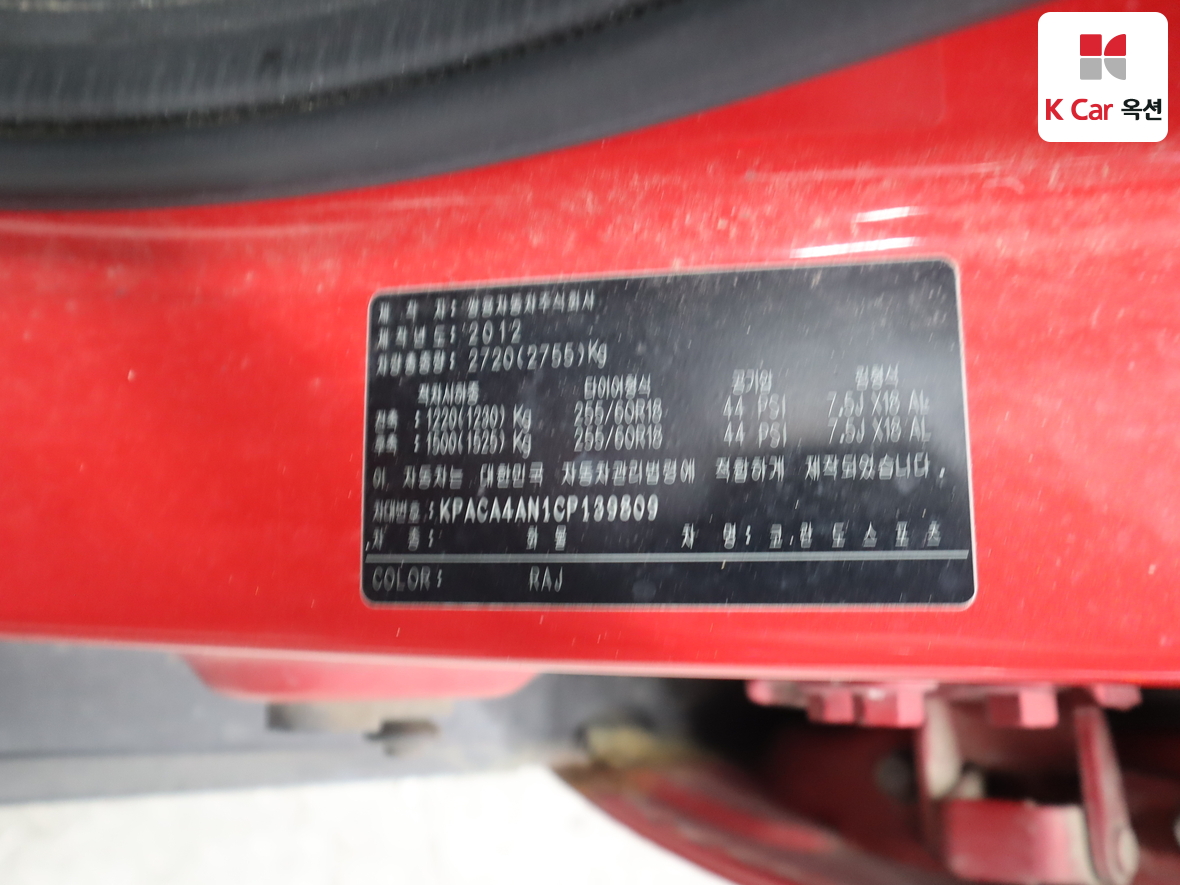 K Car 옥션
제 작 자 : 쌍용자동차주식회사
제작년도 : 2012
차량총중량 : 2720(2755)Kg
적차시하중 타이어형식 공기압 림형식
전축 : 1220(1230) Kg 255/60R18 44 PSI 7.5J X18 AL
후축 : 1500(1525) Kg 255/60R18 44 PSI 7.5J X18 AL
이 자동차는 대한민국 자동차관리법령에 적합하게 제작되었습니다.
차대번호 : KPACA4AN1CP139809
차 종 : 화 물 차 명 : 코 란 도 스 포 츠
COLOR : RAJ